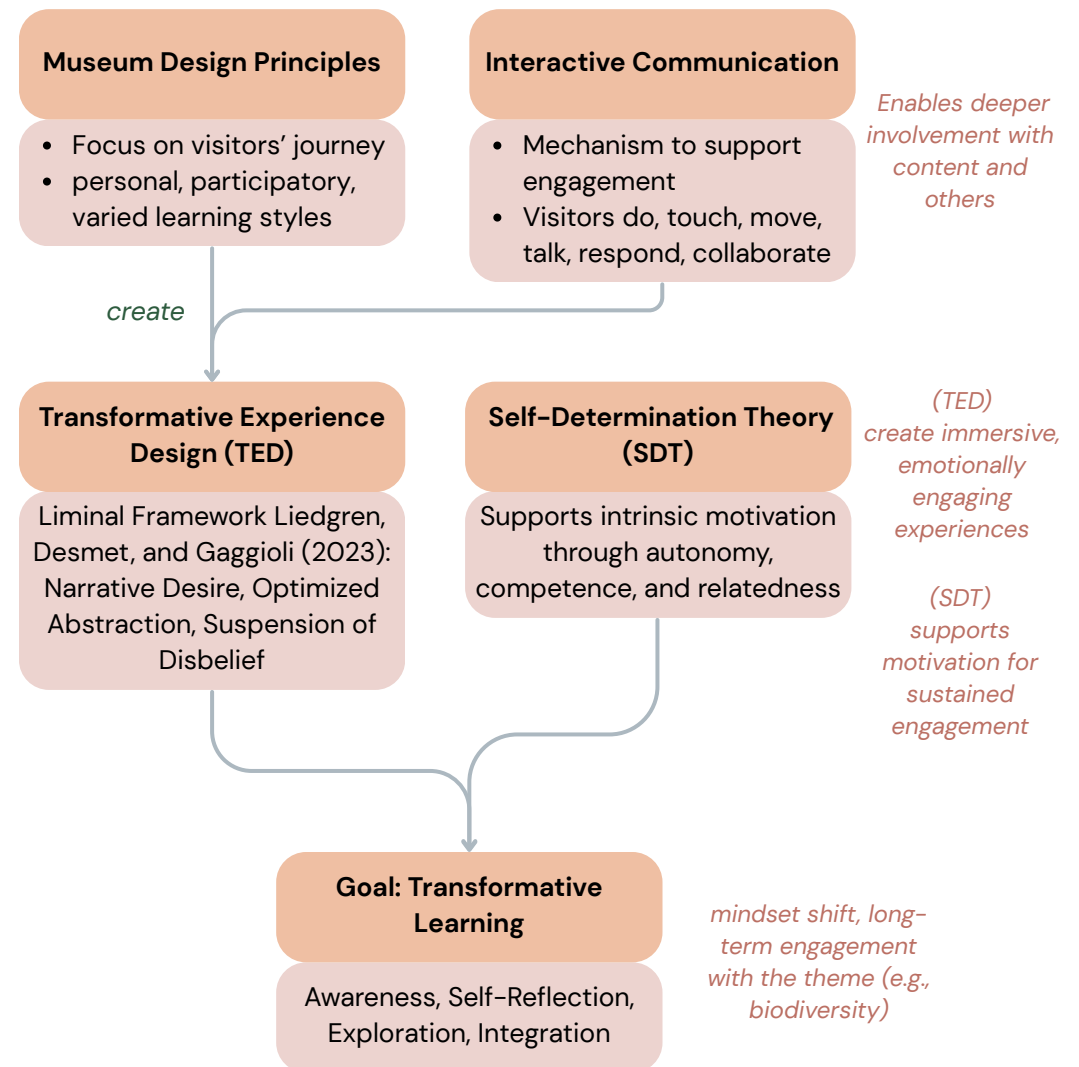 Museum Design Principles
• Focus on visitors’ journey
• personal, participatory,
varied learning styles
Interactive Communication
• Mechanism to support
engagement
• Visitors do, touch, move,
talk, respond, collaborate
Enables deeper
involvement with
content and
others
create
Transformative Experience
Design (TED)
Liminal Framework Liedgren,
Desmet, and Gaggioli (2023):
Narrative Desire, Optimized
Abstraction, Suspension of
Disbelief
Self-Determination Theory
(SDT)
Supports intrinsic motivation
through autonomy,
competence, and relatedness
(TED)
create immersive,
emotionally
engaging
experiences
(SDT)
supports
motivation for
sustained
engagement
Goal: Transformative
Learning
Awareness, Self-Reflection,
Exploration, Integration
mindset shift, long-
term engagement
with the theme (e.g.,
biodiversity)